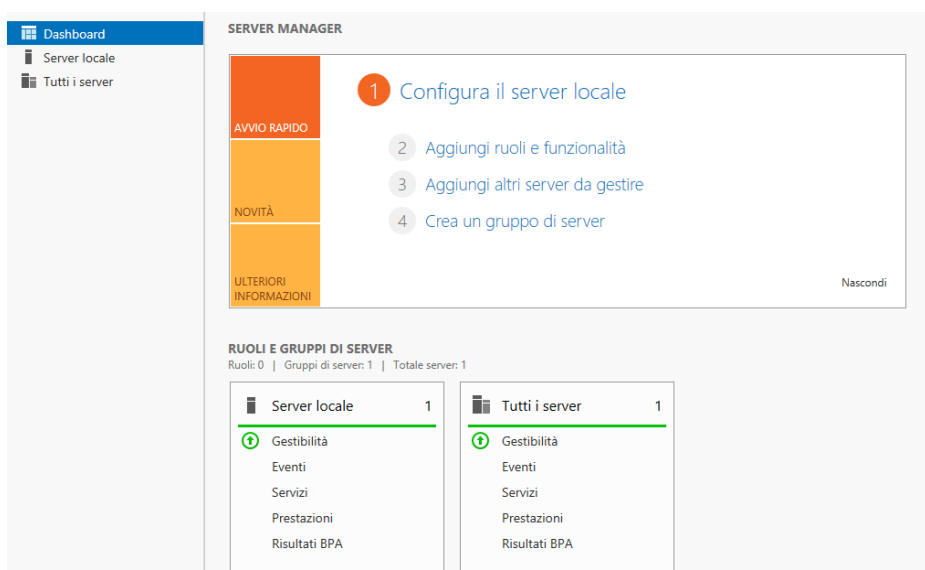 Dashboard
Server locale
Tutti i server
SERVER MANAGER
AVVIO RAPIDO
NOVITÀ
ULTERIORI
INFORMAZIONI
1 Configura il server locale
2 Aggiungi ruoli e funzionalità
3 Aggiungi altri server da gestire
4 Crea un gruppo di server
Nascondi
RUOLI E GRUPPI DI SERVER
Ruoli: 0 | Gruppi di server: 1 | Totale server: 1
Server locale 1
Gestibilità
Eventi
Servizi
Prestazioni
Risultati BPA
Tutti i server 1
Gestibilità
Eventi
Servizi
Prestazioni
Risultati BPA